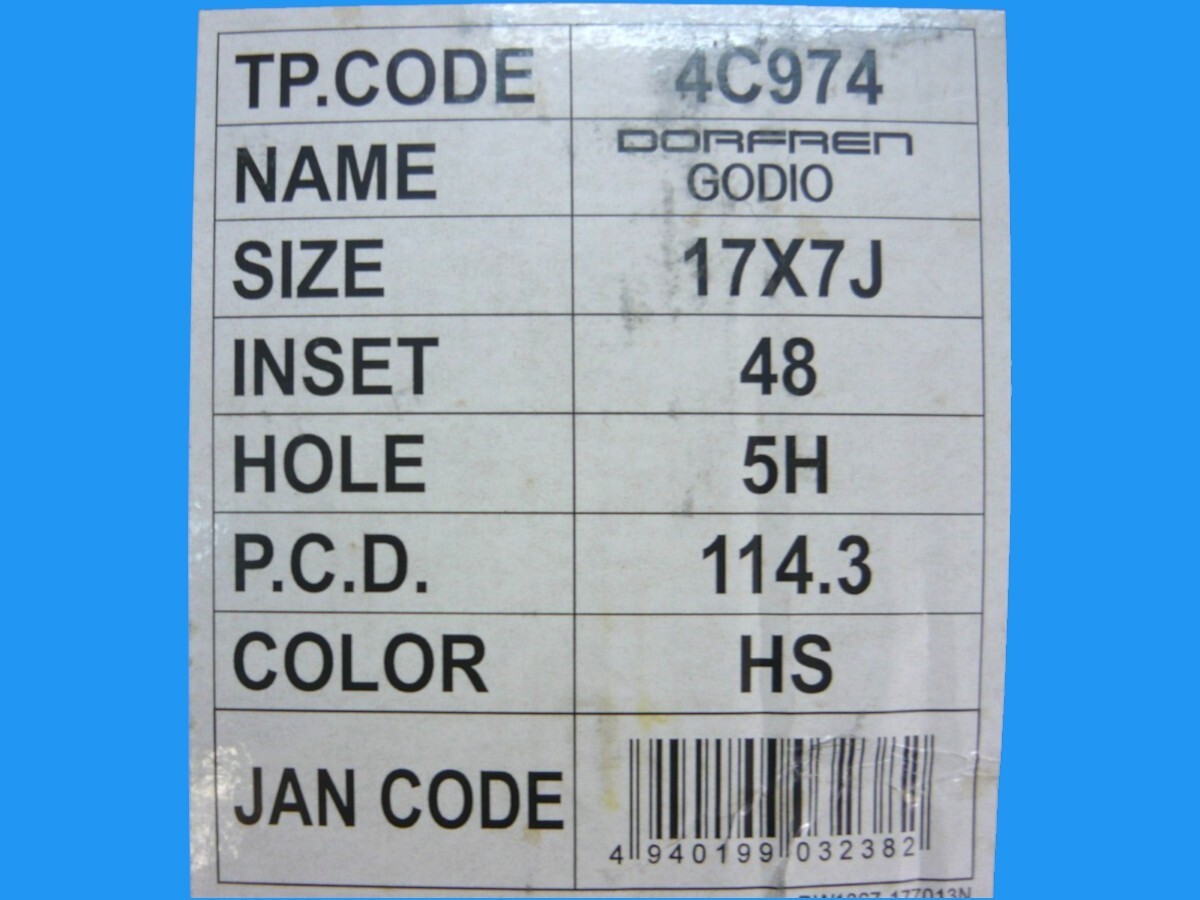 TP.CODE 4C974
NAME DORFREN
GODIO
SIZE 17X7J
INSET 48
HOLE 5H
P.C.D. 114.3
COLOR HS
JAN CODE
4 940199 032382